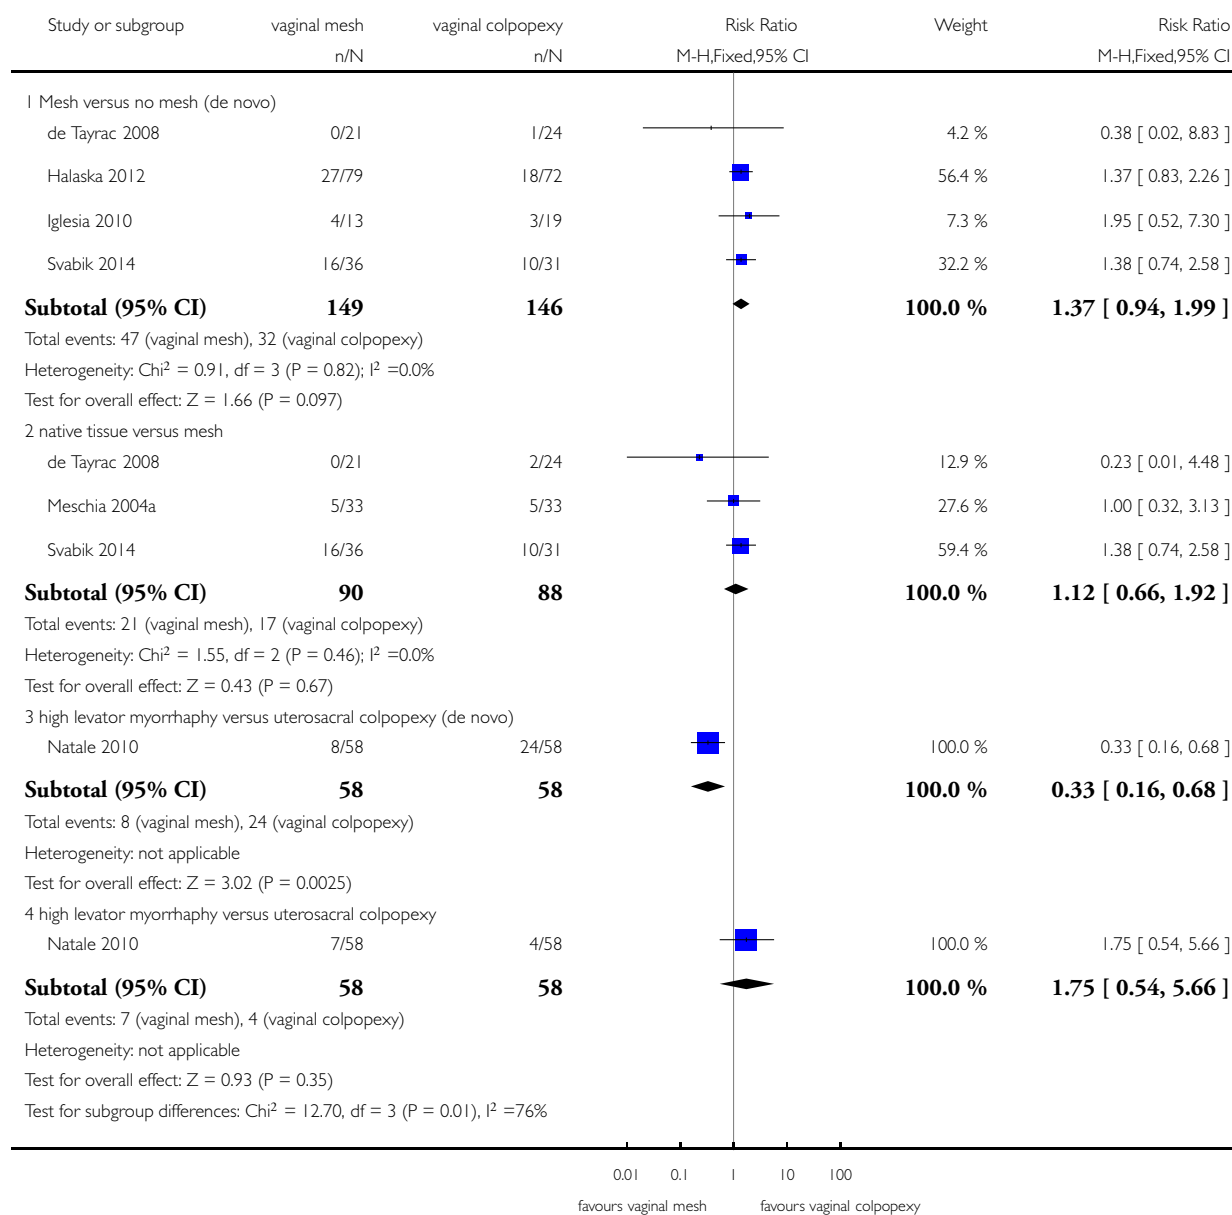 Study or subgroup vaginal mesh vaginal colpopexy Risk Ratio Weight Risk Ratio
n/N n/N M-H,Fixed,95% CI M-H,Fixed,95% CI
1 Mesh versus no mesh (de novo)
de Tayrac 2008 0/21 1/24 4.2 % 0.38 [ 0.02, 8.83 ]
Halaska 2012 27/79 18/72 56.4 % 1.37 [ 0.83, 2.26 ]
Iglesia 2010 4/13 3/19 7.3 % 1.95 [ 0.52, 7.30 ]
Svabik 2014 16/36 10/31 32.2 % 1.38 [ 0.74, 2.58 ]
Subtotal (95% CI) 149 146 100.0 % 1.37 [ 0.94, 1.99 ]
Total events: 47 (vaginal mesh), 32 (vaginal colpopexy)
Heterogeneity: Chi² = 0.91, df = 3 (P = 0.82); I² =0.0%
Test for overall effect: Z = 1.66 (P = 0.097)
2 native tissue versus mesh
de Tayrac 2008 0/21 2/24 12.9 % 0.23 [ 0.01, 4.48 ]
Meschia 2004a 5/33 5/33 27.6 % 1.00 [ 0.32, 3.13 ]
Svabik 2014 16/36 10/31 59.4 % 1.38 [ 0.74, 2.58 ]
Subtotal (95% CI) 90 88 100.0 % 1.12 [ 0.66, 1.92 ]
Total events: 21 (vaginal mesh), 17 (vaginal colpopexy)
Heterogeneity: Chi² = 1.55, df = 2 (P = 0.46); I² =0.0%
Test for overall effect: Z = 0.43 (P = 0.67)
3 high levator myorrhaphy versus uterosacral colpopexy (de novo)
Natale 2010 8/58 24/58 100.0 % 0.33 [ 0.16, 0.68 ]
Subtotal (95% CI) 58 58 100.0 % 0.33 [ 0.16, 0.68 ]
Total events: 8 (vaginal mesh), 24 (vaginal colpopexy)
Heterogeneity: not applicable
Test for overall effect: Z = 3.02 (P = 0.0025)
4 high levator myorrhaphy versus uterosacral colpopexy
Natale 2010 7/58 4/58 100.0 % 1.75 [ 0.54, 5.66 ]
Subtotal (95% CI) 58 58 100.0 % 1.75 [ 0.54, 5.66 ]
Total events: 7 (vaginal mesh), 4 (vaginal colpopexy)
Heterogeneity: not applicable
Test for overall effect: Z = 0.93 (P = 0.35)
Test for subgroup differences: Chi² = 12.70, df = 3 (P = 0.01), I² =76%
0.01 0.1 1 10 100
favours vaginal mesh favours vaginal colpopexy